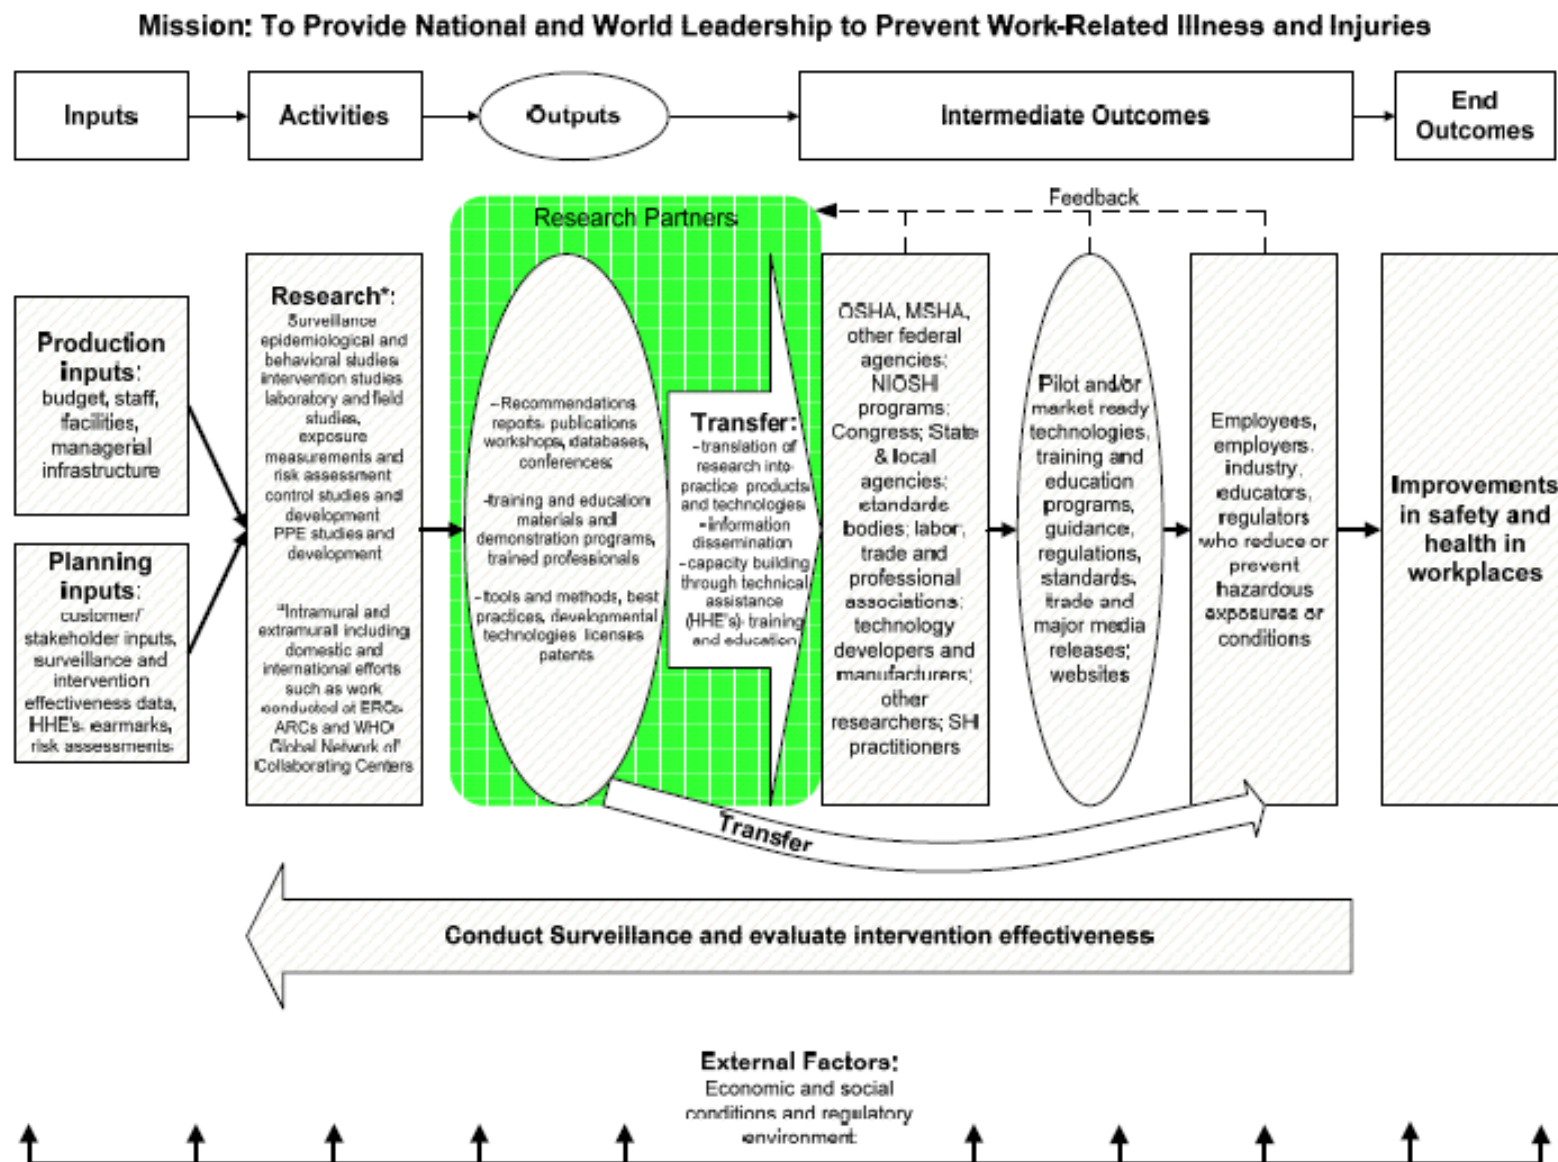 Mission: To Provide National and World Leadership to Prevent Work-Related Illness and Injuries
Inputs
Activities
Outputs
Intermediate Outcomes
End
Outcomes
Feedback
Research Partners
Production
inputs:
budget, staff,
facilities,
managerial
infrastructure
Planning
inputs:
customer/
stakeholder inputs,
surveillance and
intervention
effectiveness data,
HHE's, earmarks,
risk assessments
Research*:
Surveillance
epidemiological and
behavioral studies
intervention studies
laboratory and field
studies,
exposure
measurements and
risk assessment
control studies and
development
PPE studies and
development
*Intramural and
extramural including
domestic and
international efforts
such as work
conducted at ERCs
ARCs and WHO
Global Network of
Collaborating Centers
-Recommendations
reports, publications
workshops, databases,
conferences
-training and education
materials and
demonstration programs,
trained professionals
-tools and methods, best
practices, developmental
technologies licenses
patents
Transfer:
-translation of
research into
practice products
and technologies
-information
dissemination
-capacity building
through technical
assistance
(HHE's) training
and education
OSHA, MSHA,
other federal
agencies;
NIOSH
programs;
Congress; State
& local
agencies;
standards
bodies; labor,
trade and
professional
associations;
technology
developers and
manufacturers;
other
researchers; SH
practitioners
Pilot and/or
market ready
technologies,
training and
education
programs,
guidance,
regulations,
standards,
trade and
major media
releases;
websites
Employees,
employers,
industry,
educators,
regulators
who reduce or
prevent
hazardous
exposures or
conditions
Improvements
in safety and
health in
workplaces
Transfer
Conduct Surveillance and evaluate intervention effectiveness
External Factors:
Economic and social
conditions and regulatory
environment